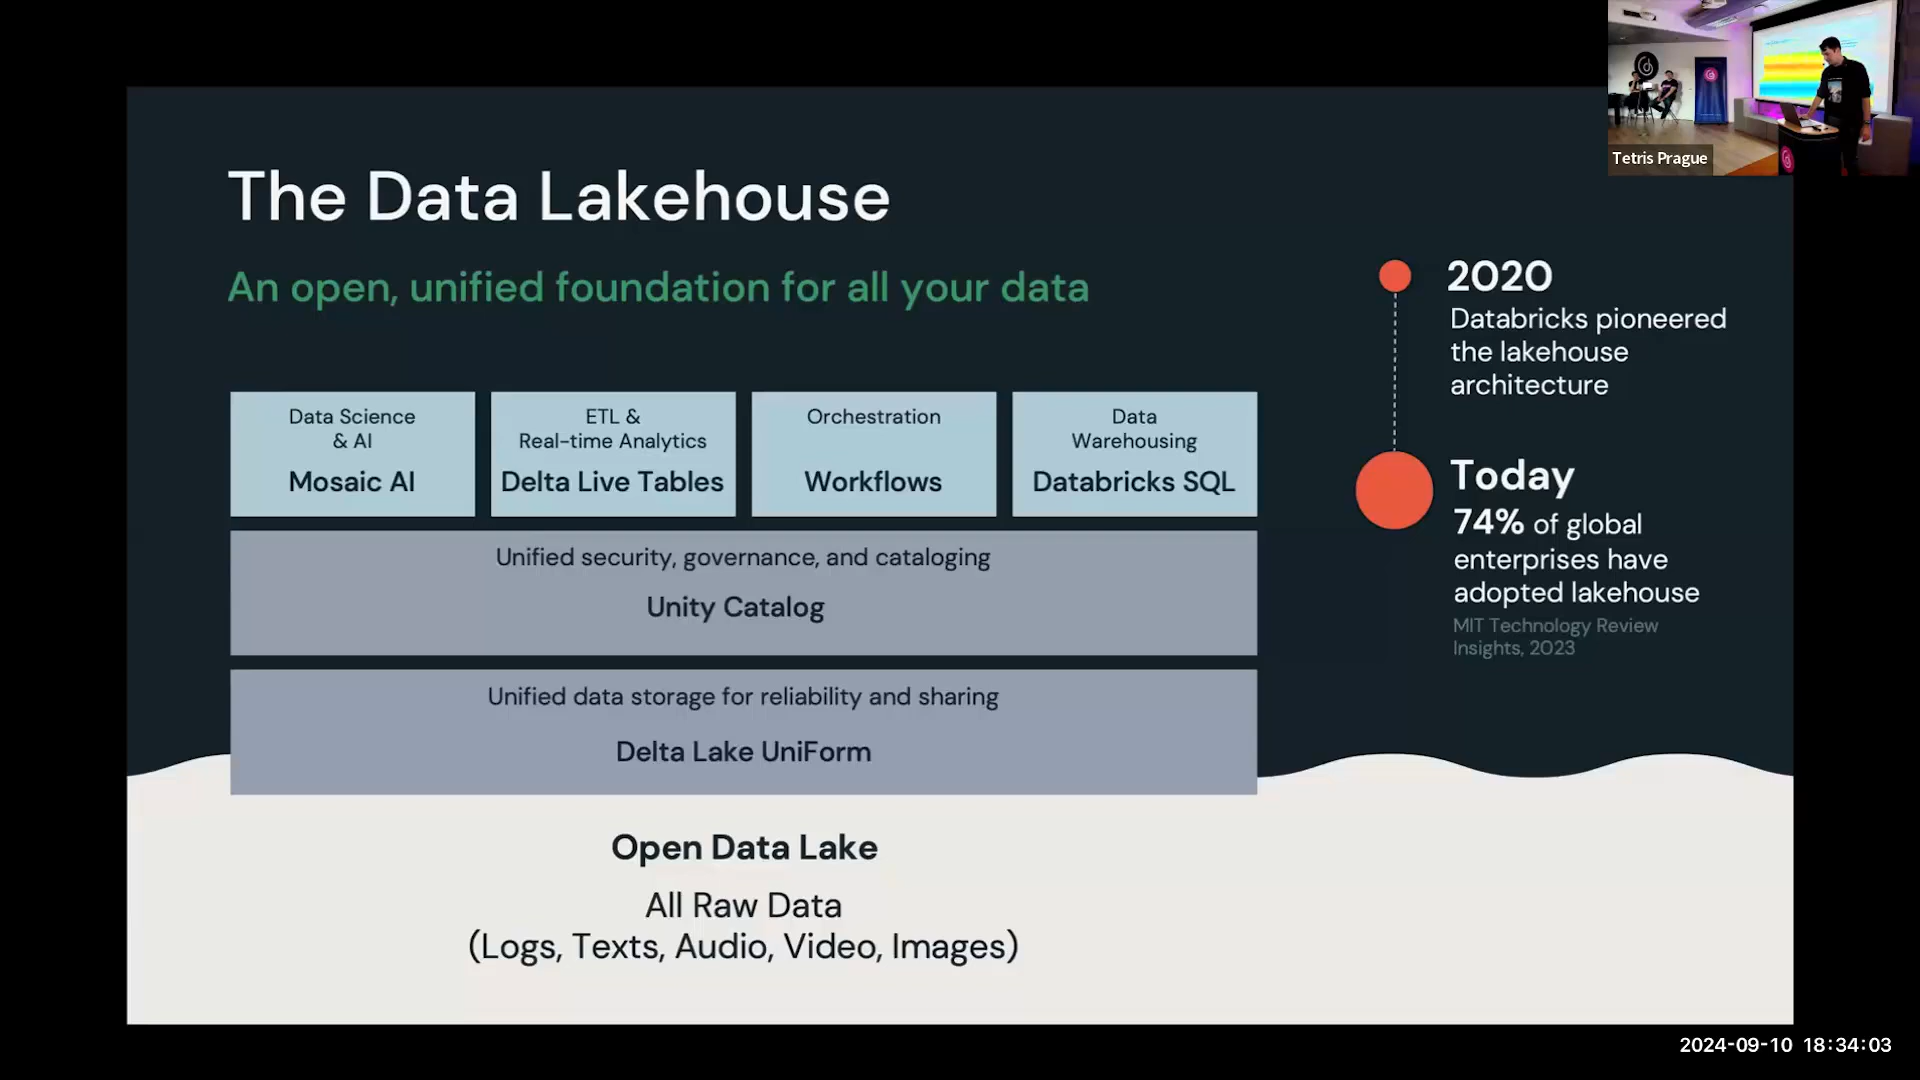 Tetris Prague
The Data Lakehouse
An open, unified foundation for all your data
Data Science
& AI
Mosaic AI
ETL &
Real-time Analytics
Delta Live Tables
Orchestration
Workflows
Data
Warehousing
Databricks SQL
Unified security, governance, and cataloging
Unity Catalog
Unified data storage for reliability and sharing
Delta Lake UniForm
Open Data Lake
All Raw Data
(Logs, Texts, Audio, Video, Images)
2020
Databricks pioneered
the lakehouse
architecture
Today
74% of global
enterprises have
adopted lakehouse
MIT Technology Review
Insights, 2023
2024-09-10 18:34:03